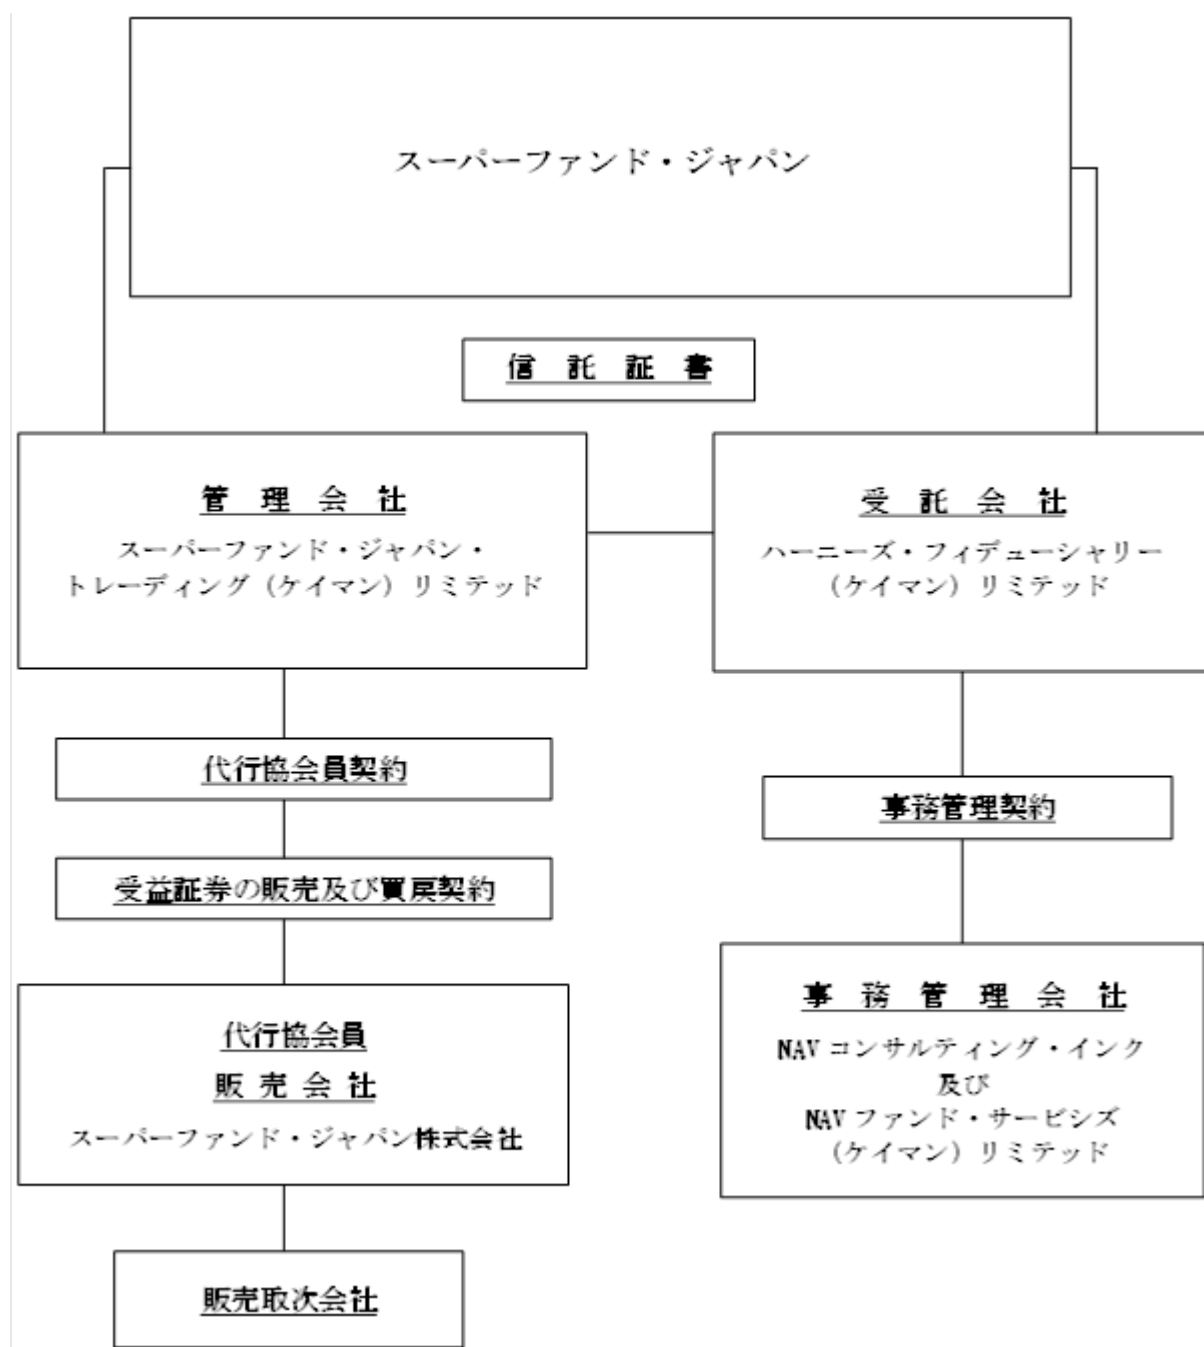 スーパーファンド・ジャパン
信託証書
管理会社
スーパーファンド・ジャパン・
トレーディング（ケイマン）リミテッド
受託会社
ハーニーズ・フィデューシャリー
（ケイマン）リミテッド
代行協会員契約
受益証券の販売及び買戻契約
事務管理契約
代行協会員
販売会社
スーパーファンド・ジャパン株式会社
事務管理会社
NAVコンサルティング・インク
及び
NAVファンド・サービシズ
（ケイマン）リミテッド
販売取次会社